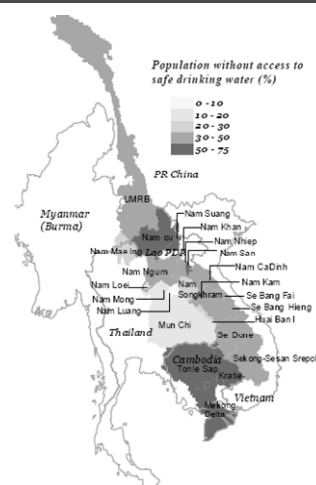 Population without access to
safe drinking water (%)
0 - 10
10 - 20
20 - 30
30 - 50
50 - 75
PR China
UMRB
Myanmar
(Burma)
Nam Suang
Nam Khan
Nam ou
Nam Nhiep
Nam Mae Ing
Lao PDR
Nam San
Nam Ngum
Nam CaDinh
Nam Loei
Nam
Songkhram
Nam Kam
Nam Mong
Se Bang Fai
Nam Luang
Se Bang Hieng
Huai Ban I
Thailand
Mun Chi
Se Done
Cambodia
Tonle Sap
Sekong-Sesan Srepol
Kratie
Vietnam
Mekong
Delta